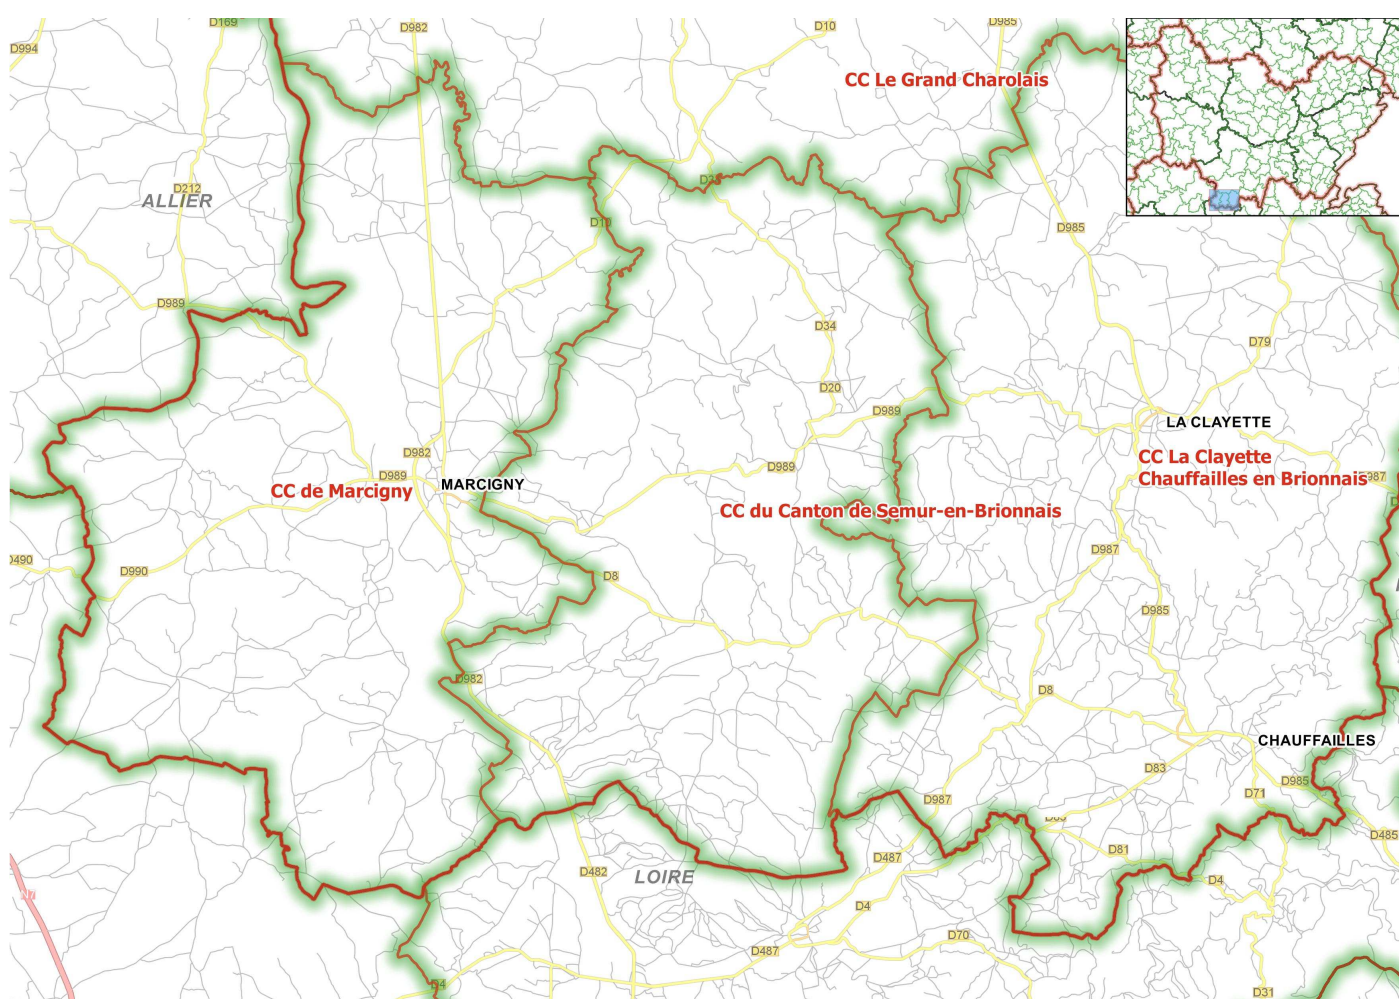 D169
D982
D10
D985
D994
CC Le Grand Charolais
D212
ALLIER
D10
D985
D989
D34
D79
D20
D989
LA CLAYETTE
D982
D989
D989
CC La Clayette
Chauffailles en Brionnais
CC de Marcigny
MARCIGNY
CC du Canton de Semur-en-Brionnais
D987
D490
D990
D8
D985
D982
D8
CHAUFFAILLES
D83
D985
D987
D71
D485
D482
LOIRE
D487
D81
D4
N7
D4
D70
D487
D4
D31